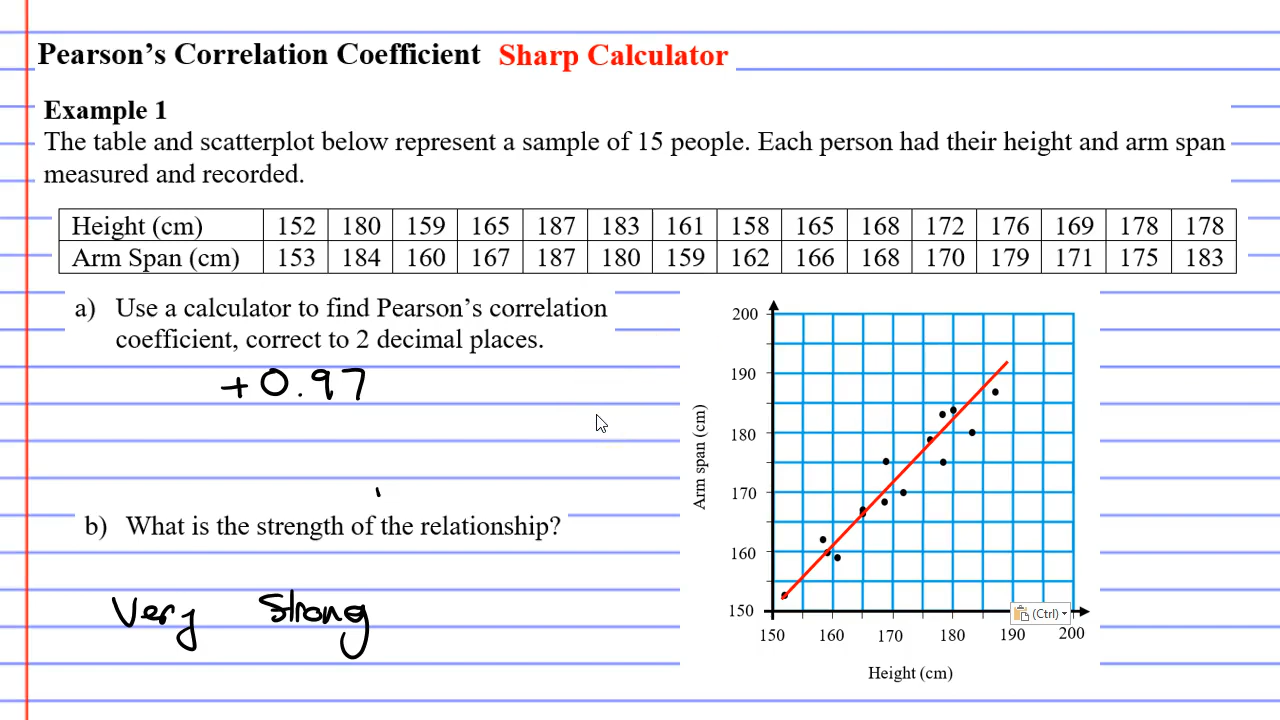 Pearson's Correlation Coefficient Sharp Calculator
Example 1
The table and scatterplot below represent a sample of 15 people. Each person had their height and arm span
measured and recorded.
Height (cm) 152 180 159 165 187 183 161 158 165 168 172 176 169 178 178
Arm Span (cm) 153 184 160 167 187 180 159 162 166 168 170 179 171 175 183
a) Use a calculator to find Pearson's correlation
coefficient, correct to 2 decimal places.
+0.97
b) What is the strength of the relationship?
Very Strong
200
190
180
170
160
150
Arm span (cm)
150 160 170 180 190 200
Height (cm)
(Ctrl)